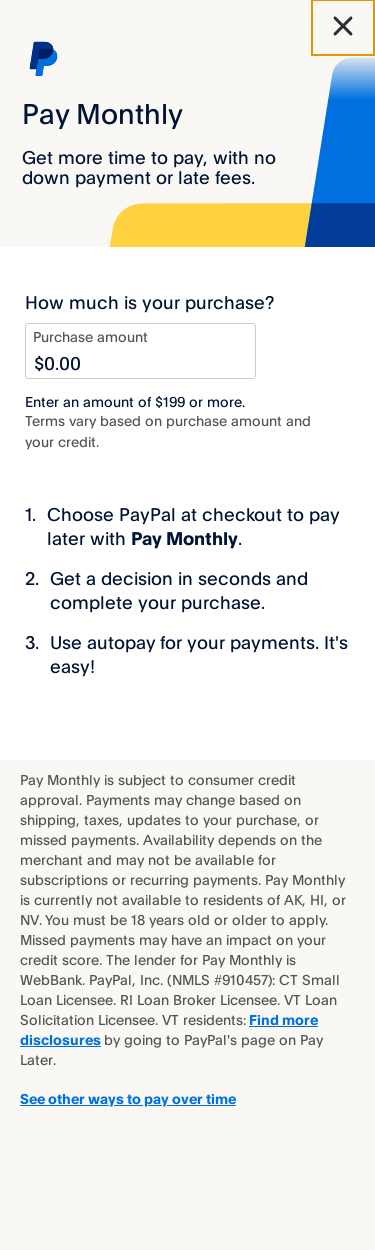 Pay Monthly
Get more time to pay, with no
down payment or late fees.
How much is your purchase?
Purchase amount
$0.00
Enter an amount of $199 or more.
Terms vary based on purchase amount and
your credit.
1. Choose PayPal at checkout to pay
later with Pay Monthly.
2. Get a decision in seconds and
complete your purchase.
3. Use autopay for your payments. It's
easy!
Pay Monthly is subject to consumer credit
approval. Payments may change based on
shipping, taxes, updates to your purchase, or
missed payments. Availability depends on the
merchant and may not be available for
subscriptions or recurring payments. Pay Monthly
is currently not available to residents of AK, HI, or
NV. You must be 18 years old or older to apply.
Missed payments may have an impact on your
credit score. The lender for Pay Monthly is
WebBank. PayPal, Inc. (NMLS #910457): CT Small
Loan Licensee. RI Loan Broker Licensee. VT Loan
Solicitation Licensee. VT residents: Find more
disclosures by going to PayPal's page on Pay
Later.
See other ways to pay over time